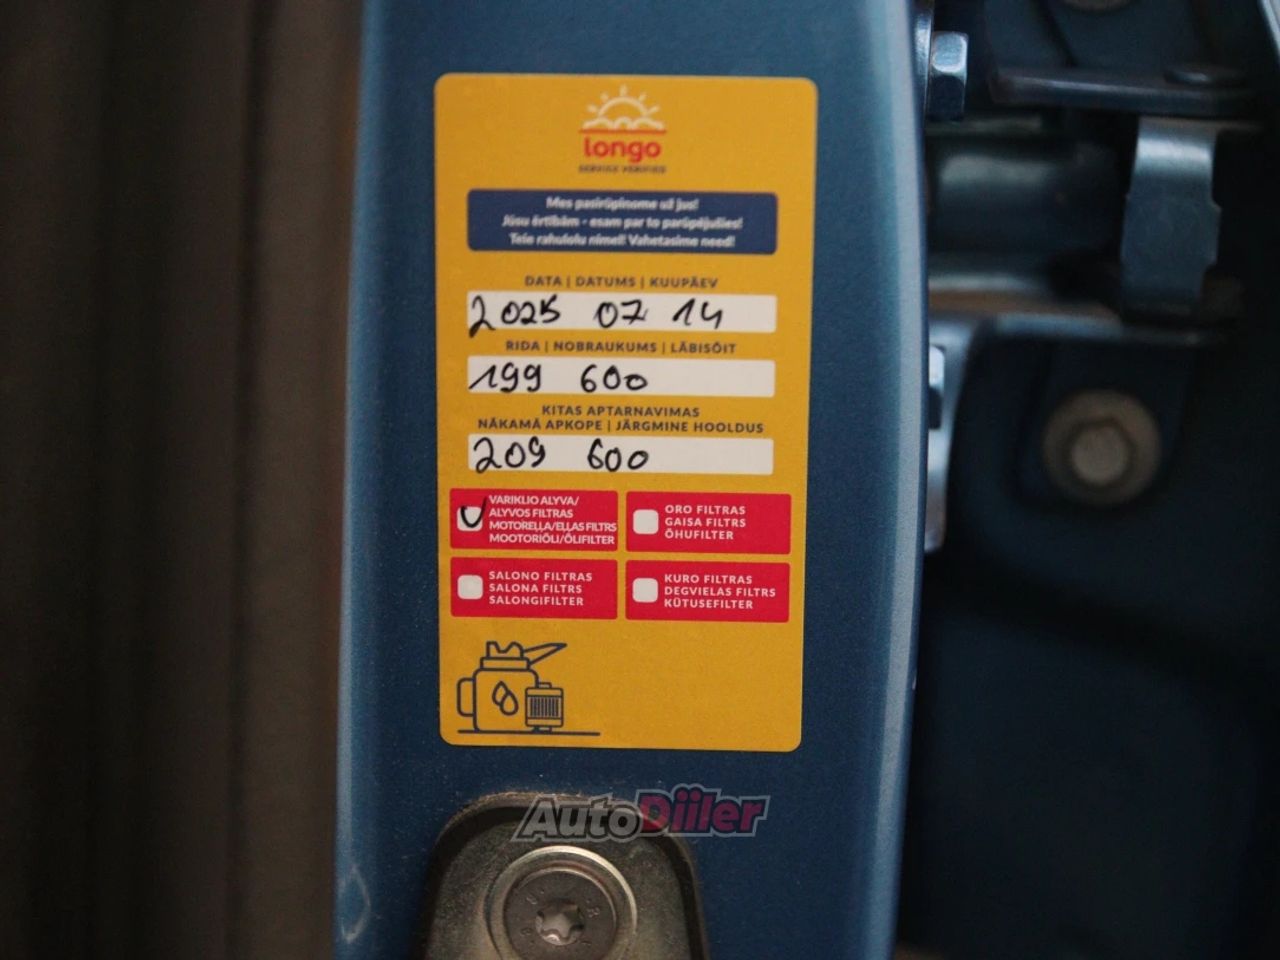 longo
SERVICE VERIFIED
Mes pasirūpinome už jus!
Jūsu ērtībām - esam par to parūpējušies!
Teie rahulolu nimel! Vahetasime need!
DATA | DATUMS | KUUPÄEV
2025 07 14
RIDA | NOBRAUKUMS | LÄBISÕIT
199 600
KITAS APTARNAVIMAS
NĀKAMĀ APKOPE | JÄRGMINE HOOLDUS
209 600
VARIKLIO ALYVA/
ALYVOS FILTRAS
MOTOREĻĻA/EĻĻAS FILTRS
MOOTORIÕLI/ÕLIFILTER
ORO FILTRAS
GAISA FILTRS
ÕHUFILTER
SALONO FILTRAS
SALONA FILTRS
SALONGIFILTER
KURO FILTRAS
DEGVIELAS FILTRS
KÜTUSEFILTER
AutoDiiler